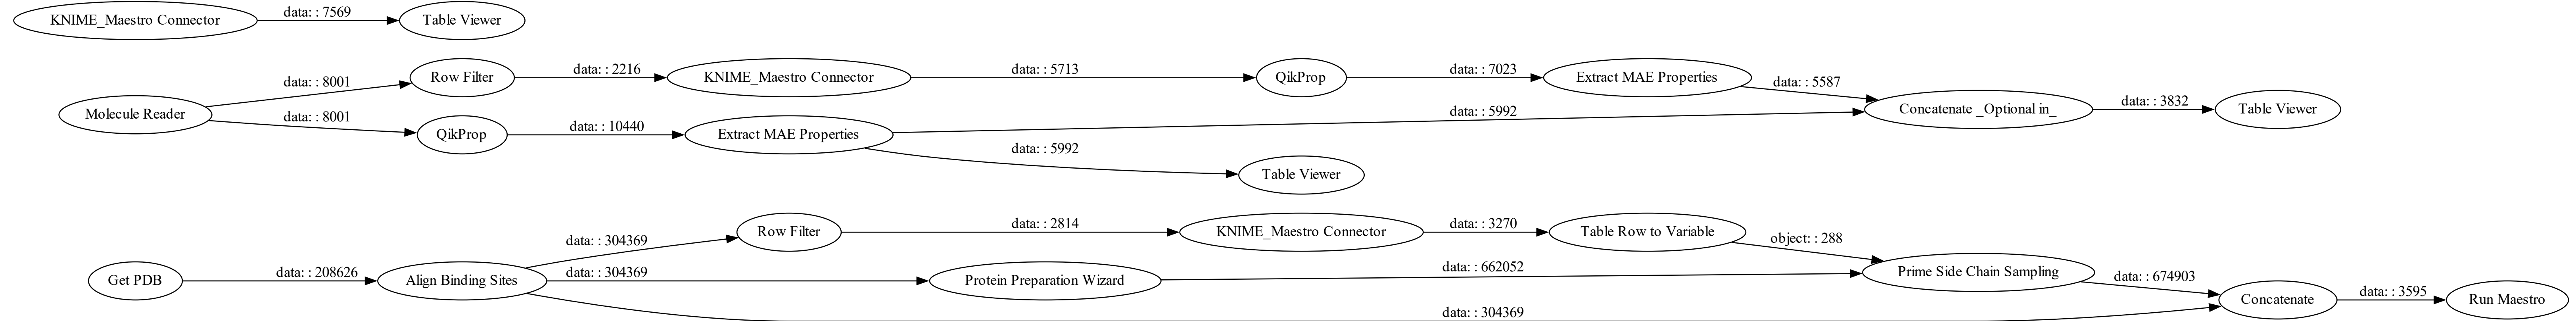 KNIME_Maestro Connector
data: : 7569
Table Viewer
Molecule Reader
data: : 8001
Row Filter
data: : 2216
KNIME_Maestro Connector
data: : 5713
QikProp
data: : 7023
Extract MAE Properties
data: : 5587
data: : 8001
QikProp
data: : 10440
Extract MAE Properties
data: : 5992
Concatenate _Optional in_
data: : 3832
Table Viewer
data: : 5992
Table Viewer
Get PDB
data: : 208626
Align Binding Sites
data: : 304369
Row Filter
data: : 2814
KNIME_Maestro Connector
data: : 3270
Table Row to Variable
object: : 288
data: : 304369
Protein Preparation Wizard
data: : 662052
Prime Side Chain Sampling
data: : 674903
data: : 304369
Concatenate
data: : 3595
Run Maestro